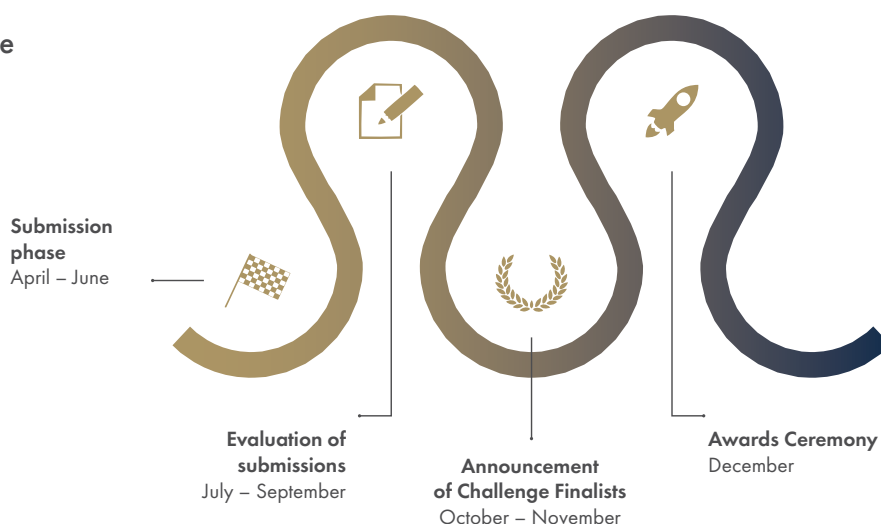 e
Submission
phase
April – June
Evaluation of
submissions
July – September
Announcement
of Challenge Finalists
October – November
Awards Ceremony
December